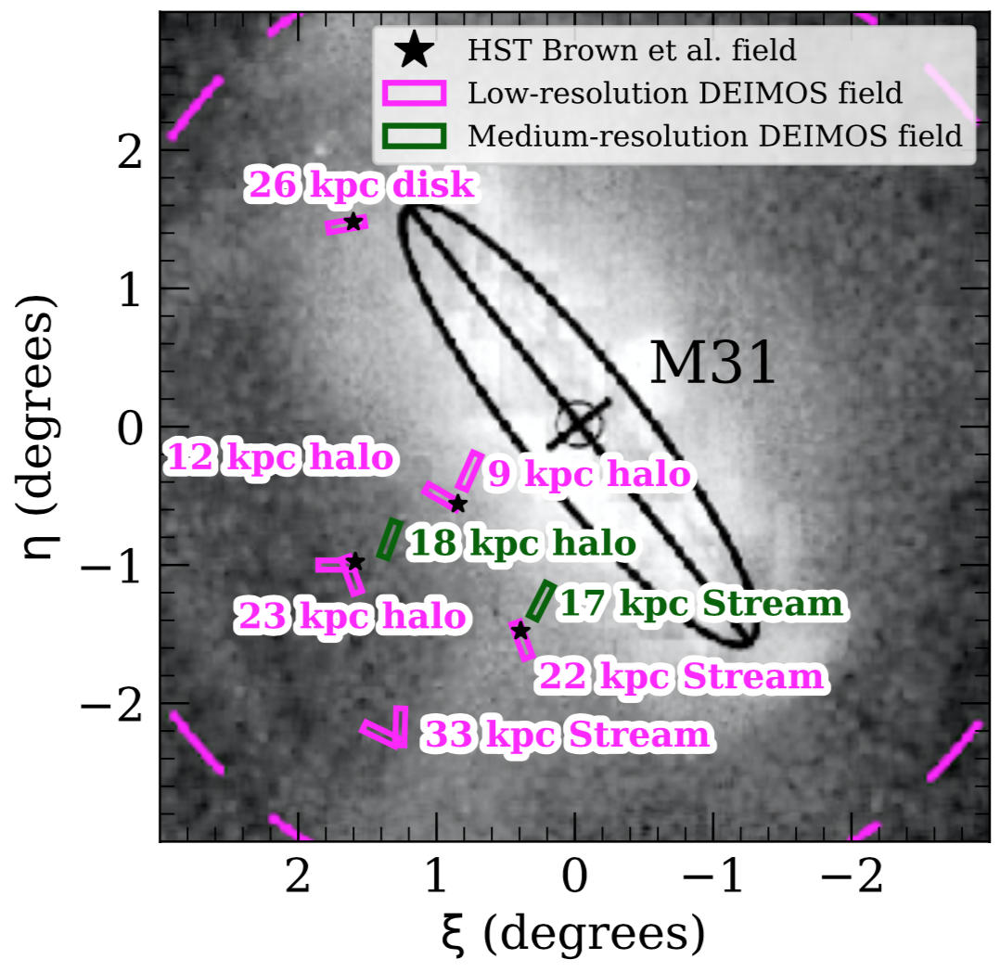 HST Brown et al. field
Low-resolution DEIMOS field
Medium-resolution DEIMOS field
2
26 kpc disk
1
M31
0
12 kpc halo
9 kpc halo
18 kpc halo
−1
17 kpc Stream
23 kpc halo
22 kpc Stream
−2
33 kpc Stream
η (degrees)
2
1
0
−1
−2
ξ (degrees)